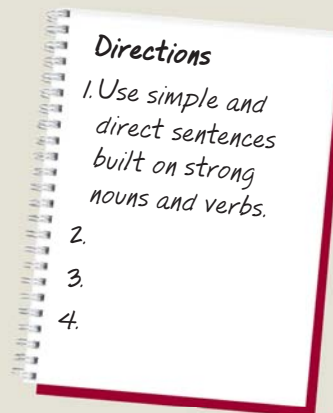 Directions
1. Use simple and
direct sentences
built on strong
nouns and verbs.
2.
3.
4.